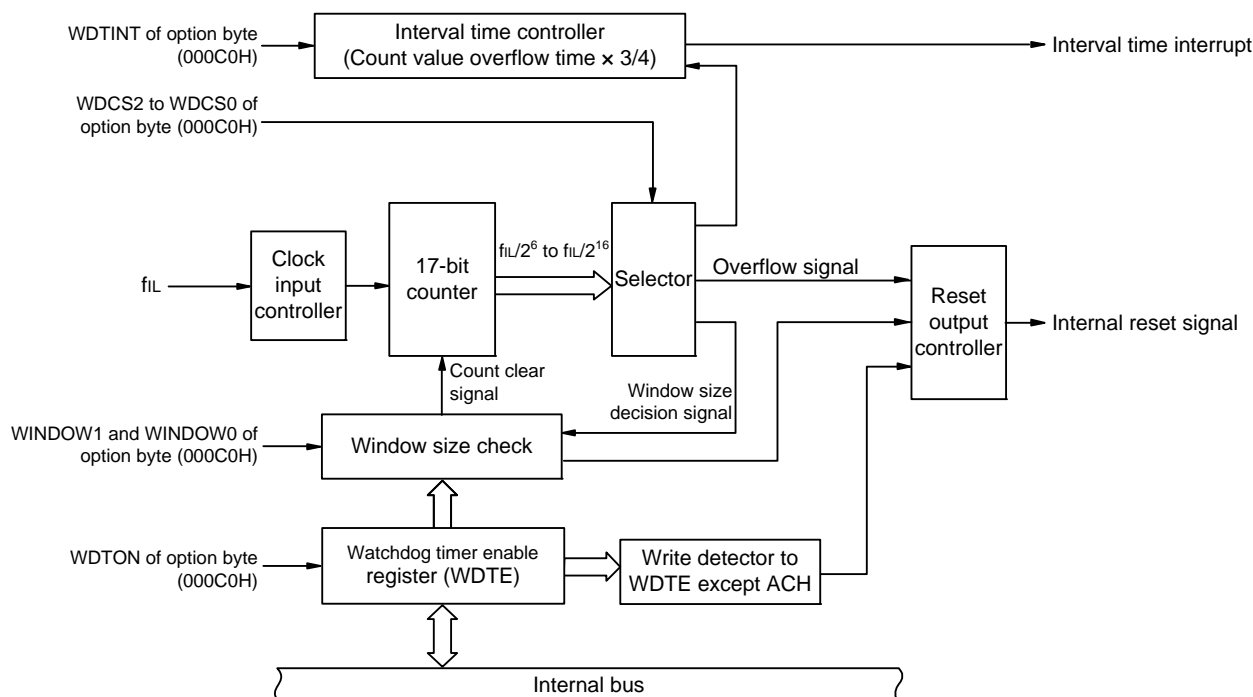 WDTINT of option byte
(000C0H)
Interval time controller
(Count value overflow time × 3/4)
Interval time interrupt
WDCS2 to WDCS0 of
option byte (000C0H)
fIL
Clock
input
controller
17-bit
counter
fIL/2⁶ to fIL/2¹⁶
Selector
Overflow signal
Reset
output
controller
Internal reset signal
Count clear
signal
Window size
decision signal
WINDOW1 and WINDOW0 of
option byte (000C0H)
Window size check
WDTON of option byte
(000C0H)
Watchdog timer enable
register (WDTE)
Write detector to
WDTE except ACH
Internal bus